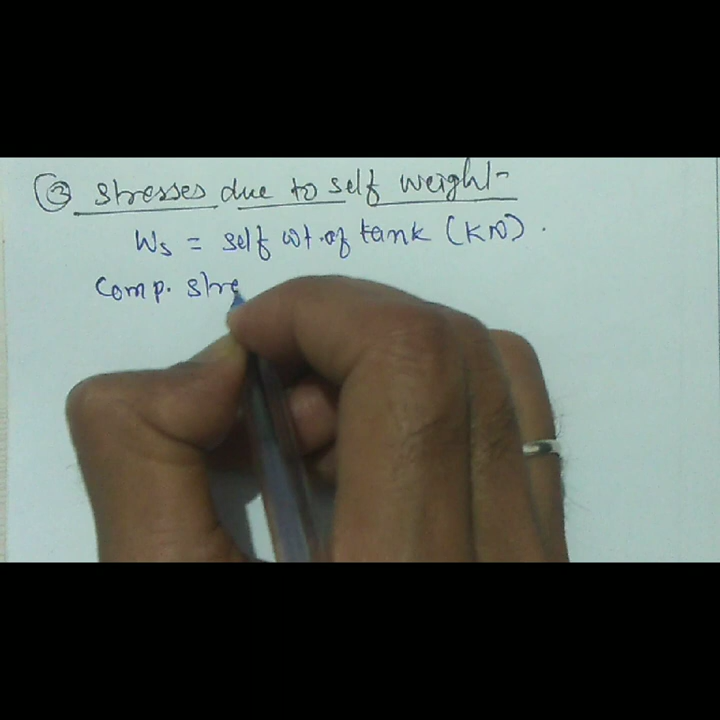 ③ Stresses due to self weight-
Ws = self wt. of tank (KN).
Comp. stre